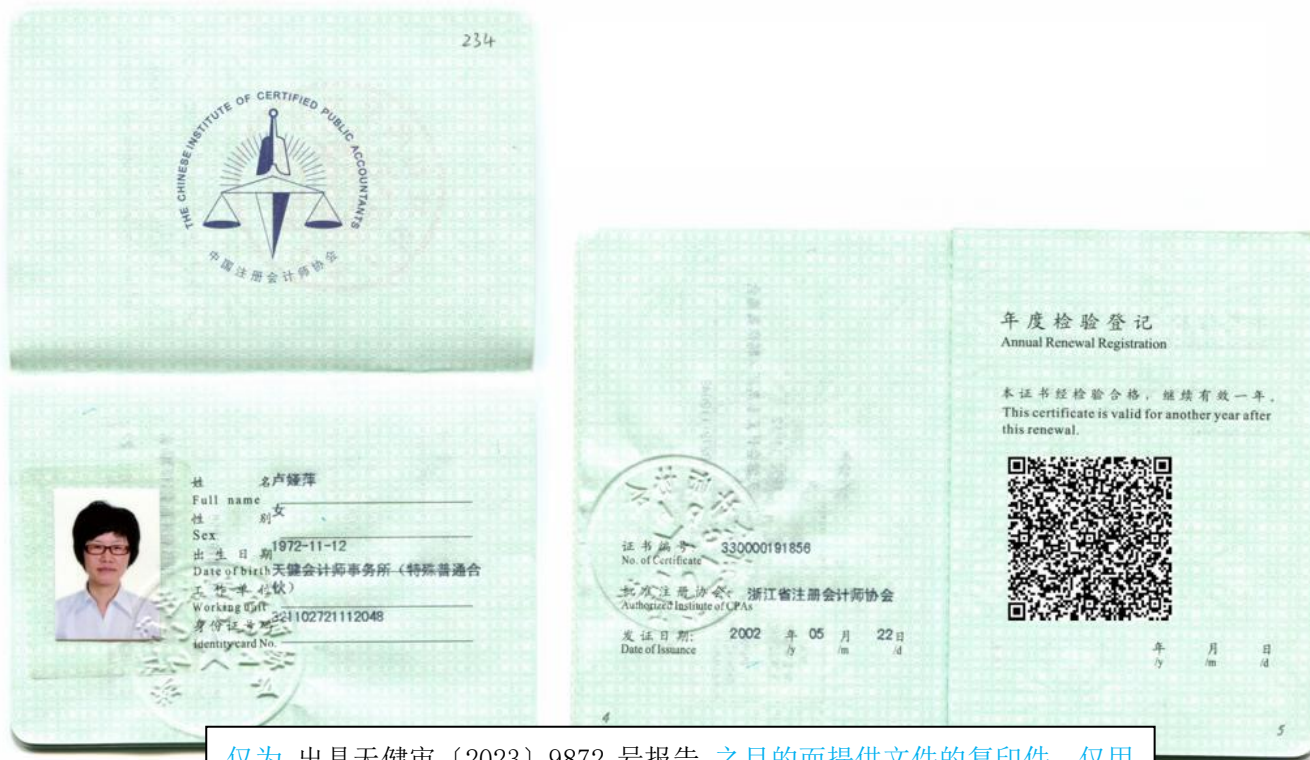 234
THE CHINESE INSTITUTE OF CERTIFIED PUBLIC ACCOUNTANTS
中国注册会计师协会
姓 名 卢娅萍
Full name
性 别 女
Sex
出生日期 1972-11-12
Date of birth
工作单位 天健会计师事务所（特殊普通合伙）
Working unit
身份证号码 321102721112048
Identity card No.
证书编号: 330000191856
No. of Certificate
批准注册协会: 浙江省注册会计师协会
Authorized Institute of CPAs
发证日期: 2002 年 05 月 22 日
Date of Issuance /y /m /d
4
年度检验登记
Annual Renewal Registration
本证书经检验合格，继续有效一年。
This certificate is valid for another year after
this renewal.
年 月 日
/y /m /d
5
仅为 出具天健审〔2023〕9872 号报告 之目的而提供文件的复印件，仅用